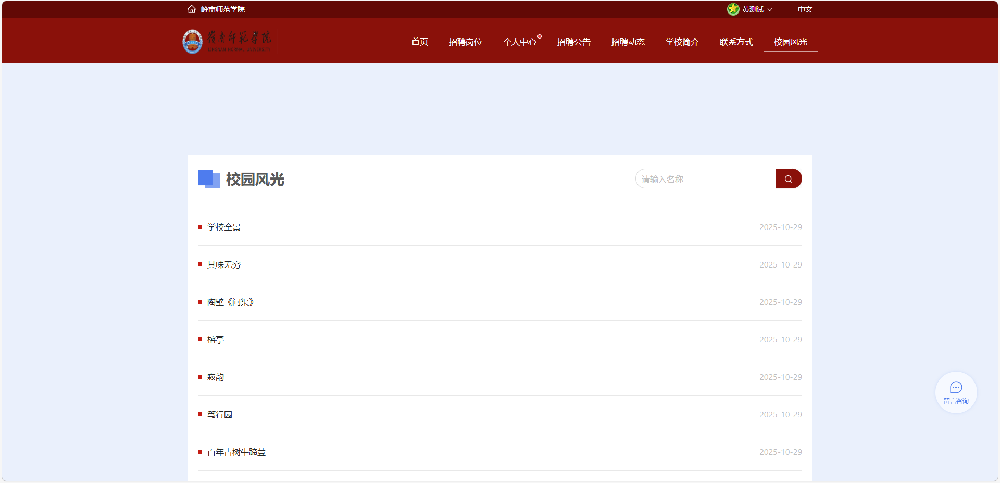 岭南师范学院
黄测试
中文
嶺南師範學院
LINGNAN NORMAL UNIVERSITY
首页 招聘岗位 个人中心 招聘公告 招聘动态 学校简介 联系方式 校园风光
校园风光
请输入名称
学校全景 2025-10-29
其味无穷 2025-10-29
陶壁《问渠》 2025-10-29
榕亭 2025-10-29
寂韵 2025-10-29
笃行园 2025-10-29
百年古树牛蹄荳 2025-10-29
留言咨询